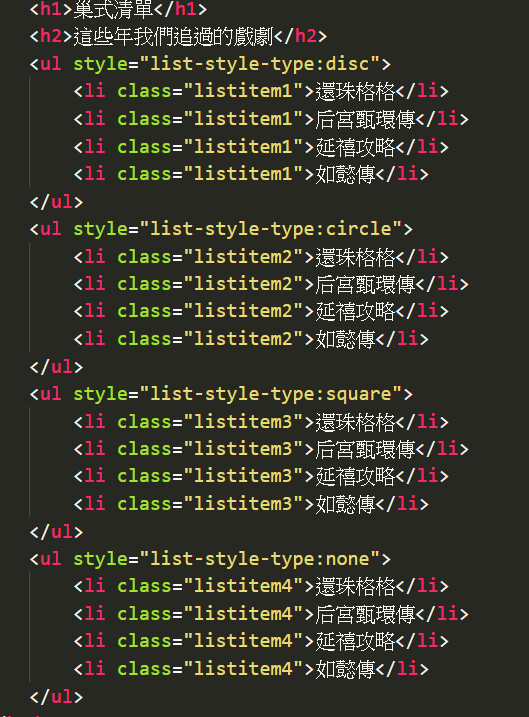 <h1>巢式清單</h1>
<h2>這些年我們追過的戲劇</h2>
<ul style="list-style-type:disc">
<li class="listitem1">還珠格格</li>
<li class="listitem1">后宮甄環傳</li>
<li class="listitem1">延禧攻略</li>
<li class="listitem1">如懿傳</li>
</ul>
<ul style="list-style-type:circle">
<li class="listitem2">還珠格格</li>
<li class="listitem2">后宮甄環傳</li>
<li class="listitem2">延禧攻略</li>
<li class="listitem2">如懿傳</li>
</ul>
<ul style="list-style-type:square">
<li class="listitem3">還珠格格</li>
<li class="listitem3">后宮甄環傳</li>
<li class="listitem3">延禧攻略</li>
<li class="listitem3">如懿傳</li>
</ul>
<ul style="list-style-type:none">
<li class="listitem4">還珠格格</li>
<li class="listitem4">后宮甄環傳</li>
<li class="listitem4">延禧攻略</li>
<li class="listitem4">如懿傳</li>
</ul>